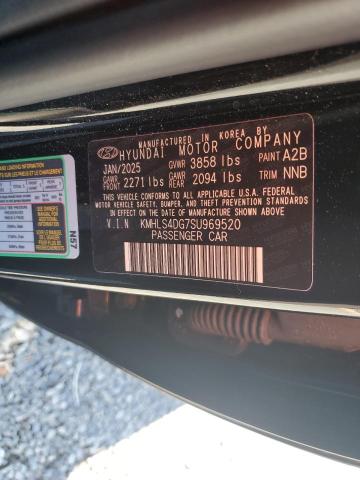 MANUFACTURED IN KOREA BY
HYUNDAI MOTOR COMPANY
JAN/2025 GVWR 3858 lbs PAINT A2B
GAWR FRONT 2271 lbs GAWR REAR 2094 lbs TRIM NNB
THIS VEHICLE CONFORMS TO ALL APPLICABLE U.S. FEDERAL MOTOR
VEHICLE SAFETY, BUMPER, AND THEFT PREVENTION STANDARDS
IN EFFECT ON THE DATE OF MANUFACTURE SHOWN ABOVE.
V.I.N KMHLS4DG7SU969520
PASSENGER CAR
N57